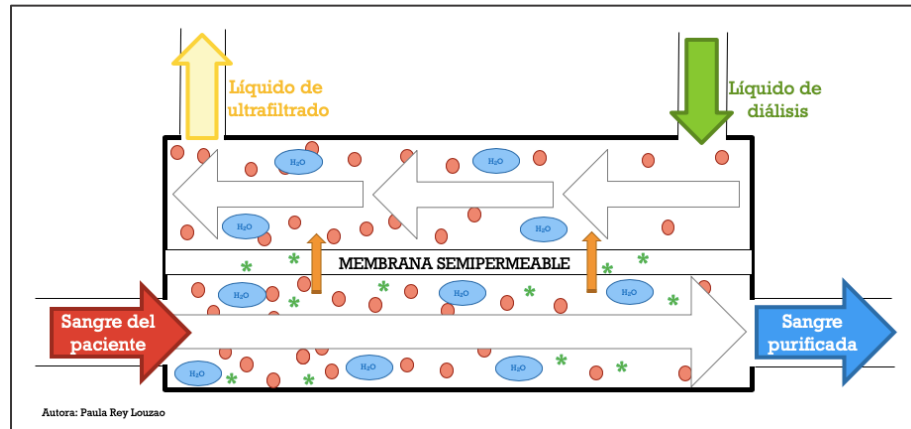 Líquido de
ultrafiltrado
Líquido de
diálisis
H₂O
H₂O
H₂O
H₂O
MEMBRANA SEMIPERMEABLE
H₂O
H₂O
H₂O
Sangre del
paciente
Sangre
purificada
H₂O
H₂O
H₂O
Autora: Paula Rey Louzao